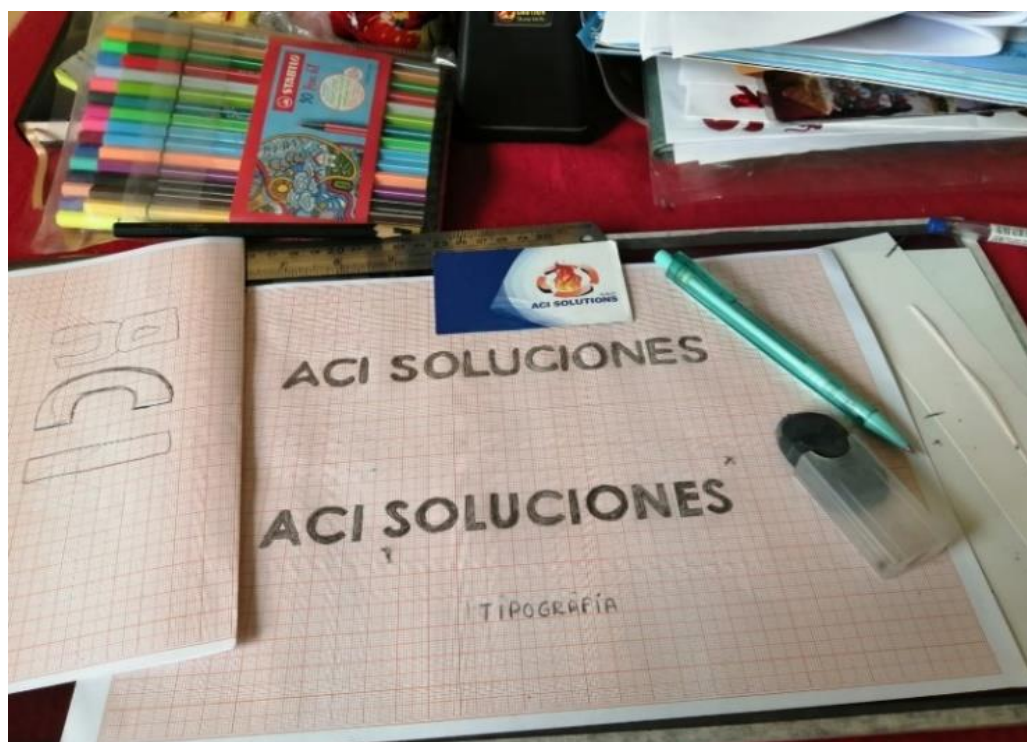 STABILO
ACI SOLUTIONS
ACI SOLUCIONES
ACI SOLUCIONES
TIPOGRAFÍA